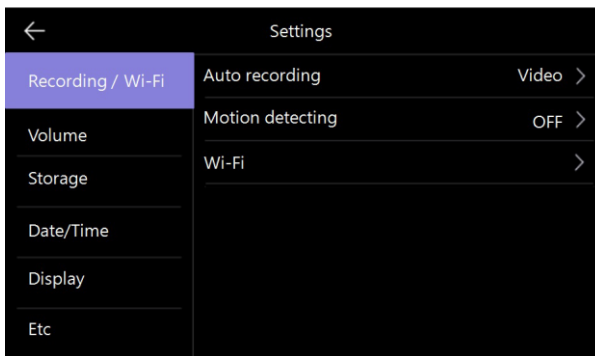 Settings
Recording / Wi-Fi
Volume
Storage
Date/Time
Display
Etc
Auto recording Video
Motion detecting OFF
Wi-Fi